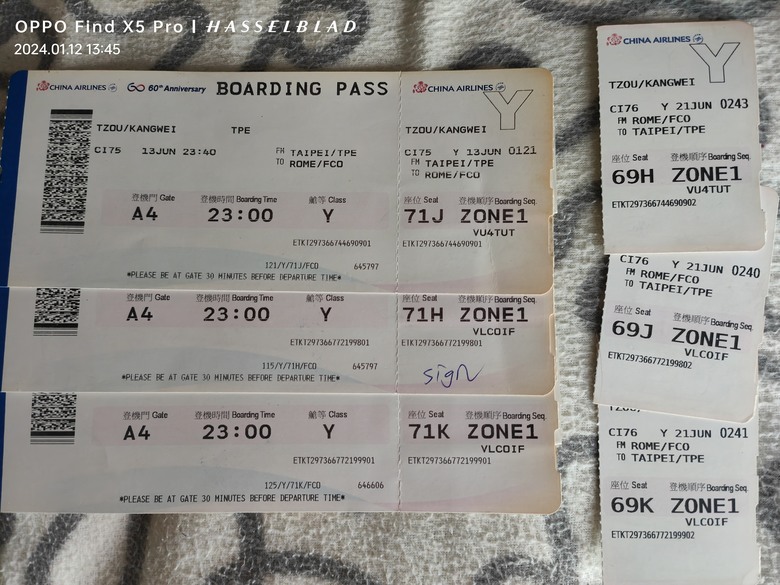 OPPO Find X5 Pro | HASSELBLAD
2024.01.12 13:45
CHINA AIRLINES 60th Anniversary BOARDING PASS
TZOU/KANGWEI TPE
CI75 13JUN 23:40 FM TAIPEI/TPE
TO ROME/FCO
登機門 Gate 登機時間 Boarding Time 艙等 Class
A4 23:00 Y
ETKT297366744690901
121/Y/71J/FCO 645797
*PLEASE BE AT GATE 30 MINUTES BEFORE DEPARTURE TIME*
CHINA AIRLINES Y
TZOU/KANGWEI
CI75 Y 13JUN 0121
FM TAIPEI/TPE
TO ROME/FCO
座位 Seat 登機順序 Boarding Seq.
71J ZONE1
VU4TUT
ETKT297366744690901
登機門 Gate 登機時間 Boarding Time 艙等 Class
A4 23:00 Y
ETKT297366772199801
115/Y/71H/FCO 645797
*PLEASE BE AT GATE 30 MINUTES BEFORE DEPARTURE TIME*
座位 Seat 登機順序 Boarding Seq.
71H ZONE1
VLCOIF
ETKT297366772199801
sign
登機門 Gate 登機時間 Boarding Time 艙等 Class
A4 23:00 Y
ETKT297366772199901
125/Y/71K/FCO 646606
*PLEASE BE AT GATE 30 MINUTES BEFORE DEPARTURE TIME*
座位 Seat 登機順序 Boarding Seq.
71K ZONE1
VLCOIF
ETKT297366772199901
CHINA AIRLINES Y
TZOU/KANGWEI
CI76 Y 21JUN 0243
FM ROME/FCO
TO TAIPEI/TPE
座位 Seat 登機順序 Boarding Seq.
69H ZONE1
VU4TUT
ETKT297366744690902
CI76 Y 21JUN 0240
FM ROME/FCO
TO TAIPEI/TPE
座位 Seat 登機順序 Boarding Seq.
69J ZONE1
VLCOIF
ETKT297366772199802
CI76 Y 21JUN 0241
FM ROME/FCO
TO TAIPEI/TPE
座位 Seat 登機順序 Boarding Seq.
69K ZONE1
VLCOIF
ETKT297366772199902